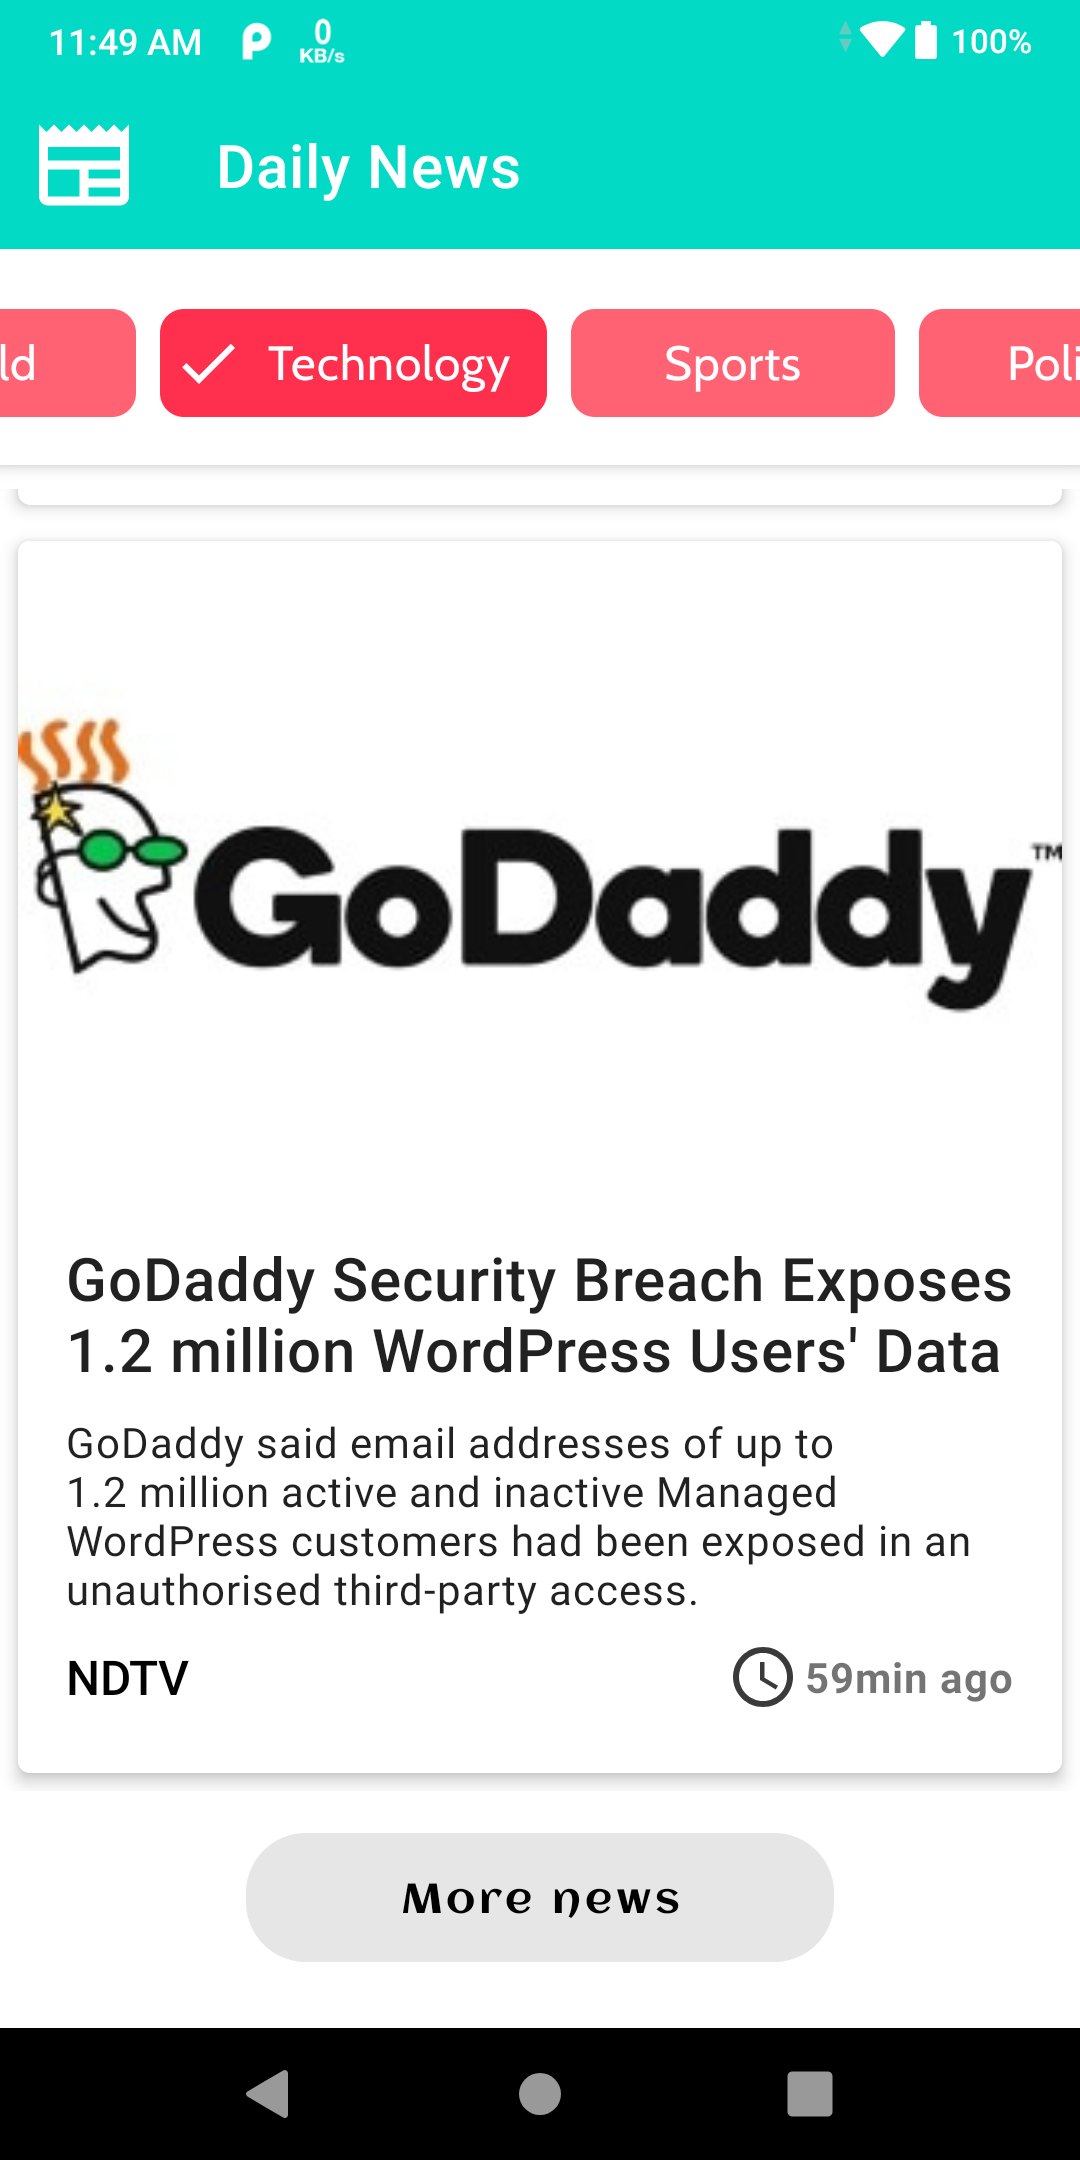 11:49 AM
0
KB/s
100%
Daily News
ld
Technology
Sports
Poli
GoDaddy™
GoDaddy Security Breach Exposes
1.2 million WordPress Users' Data
GoDaddy said email addresses of up to
1.2 million active and inactive Managed
WordPress customers had been exposed in an
unauthorised third-party access.
NDTV
59min ago
More news